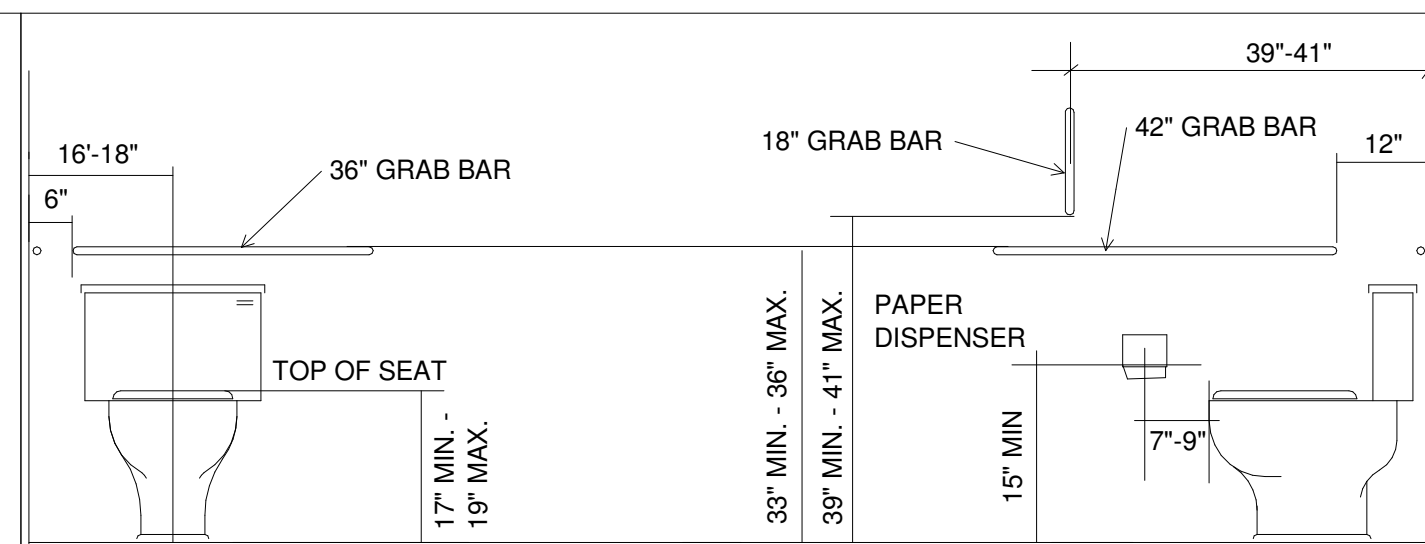 39"-41"
16'-18"
36" GRAB BAR
18" GRAB BAR
42" GRAB BAR
12"
6"
PAPER
DISPENSER
TOP OF SEAT
17" MIN. -
19" MAX.
33" MIN. - 36" MAX.
39" MIN. - 41" MAX.
15" MIN
7"-9"